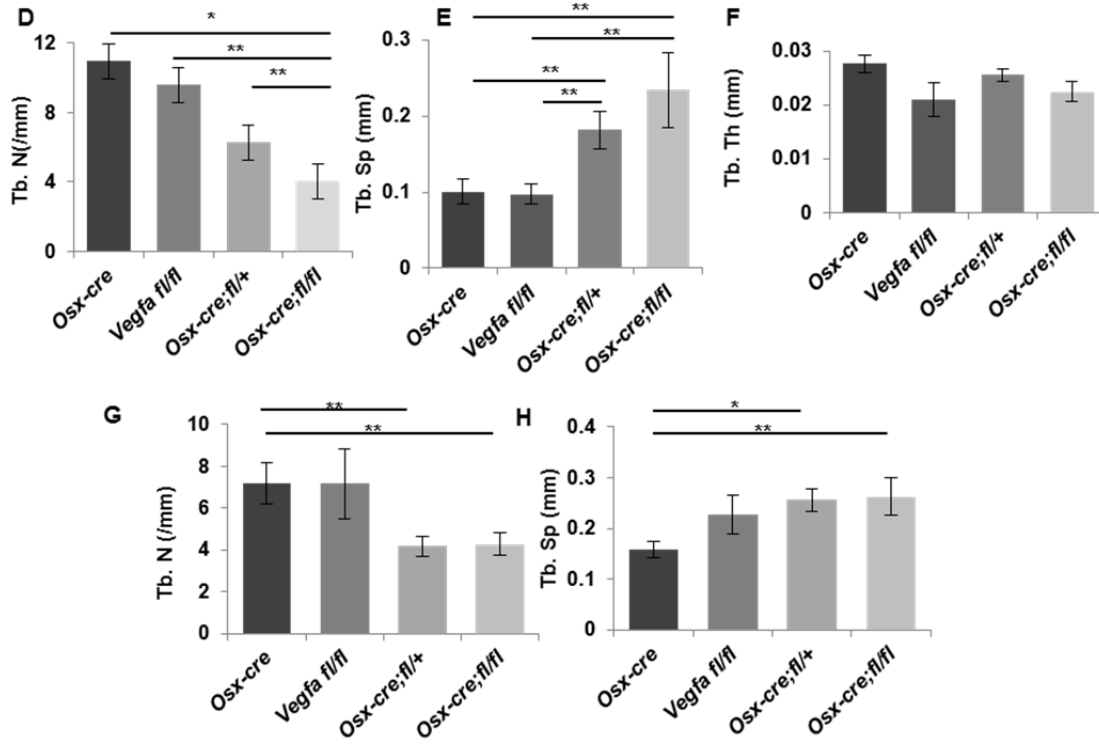 D
*
**
**
12
8
4
0
Tb. N(/mm)
Osx-cre
Vegfa fl/fl
Osx-cre;fl/+
Osx-cre;fl/fl
E
**
**
**
**
0.3
0.2
0.1
0
Tb. Sp (mm)
Osx-cre
Vegfa fl/fl
Osx-cre;fl/+
Osx-cre;fl/fl
F
0.03
0.02
0.01
0
Tb. Th (mm)
Osx-cre
Vegfa fl/fl
Osx-cre;fl/+
Osx-cre;fl/fl
G
**
**
10
8
6
4
2
0
Tb. N (/mm)
Osx-cre
Vegfa fl/fl
Osx-cre;fl/+
Osx-cre;fl/fl
H
*
**
0.4
0.3
0.2
0.1
0
Tb. Sp (mm)
Osx-cre
Vegfa fl/fl
Osx-cre;fl/+
Osx-cre;fl/fl